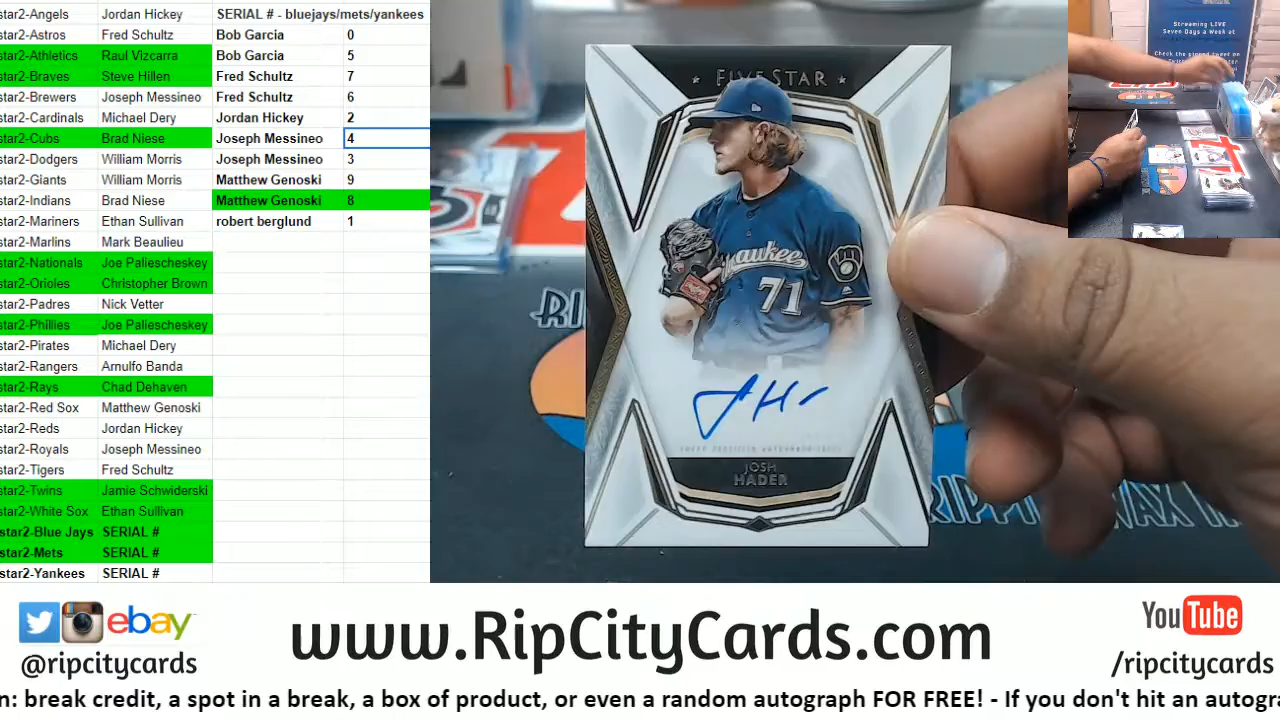 star2-Angels Jordan Hickey SERIAL # - bluejays/mets/yankees
star2-Astros Fred Schultz Bob Garcia 0
star2-Athletics Raul Vizcarra Bob Garcia 5
star2-Braves Steve Hillen Fred Schultz 7
star2-Brewers Joseph Messineo Fred Schultz 6
star2-Cardinals Michael Dery Jordan Hickey 2
star2-Cubs Brad Niese Joseph Messineo 4
star2-Dodgers William Morris Joseph Messineo 3
star2-Giants William Morris Matthew Genoski 9
star2-Indians Brad Niese Matthew Genoski 8
star2-Mariners Ethan Sullivan robert berglund 1
star2-Marlins Mark Beaulieu
star2-Nationals Joe Paliescheskey
star2-Orioles Christopher Brown
star2-Padres Nick Vetter
star2-Phillies Joe Paliescheskey
star2-Pirates Michael Dery
star2-Rangers Arnulfo Banda
star2-Rays Chad Dehaven
star2-Red Sox Matthew Genoski
star2-Reds Jordan Hickey
star2-Royals Joseph Messineo
star2-Tigers Fred Schultz
star2-Twins Jamie Schwiderski
star2-White Sox Ethan Sullivan
star2-Blue Jays SERIAL #
star2-Mets SERIAL #
star2-Yankees SERIAL #
FIVE STAR
waukee
71
JOSH
HADER
Streaming LIVE
Seven Days a Week at
RIPPIN WAX
ebay
@ripcitycards
www.RipCityCards.com
YouTube
/ripcitycards
n: break credit, a spot in a break, a box of product, or even a random autograph FOR FREE! - If you don't hit an autogra